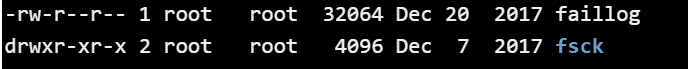 -rw-r--r-- 1 root   root  32064 Dec 20  2017 faillog
drwxr-xr-x 2 root   root   4096 Dec  7  2017 fsck